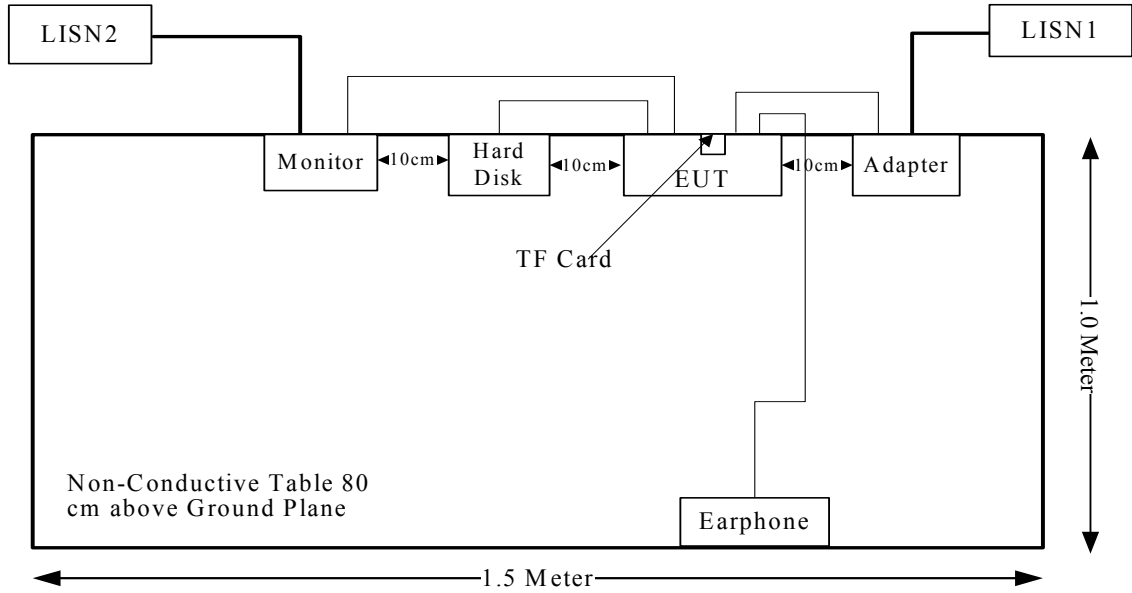 LISN2
LISN1
Monitor
10cm
Hard
Disk
10cm
EUT
10cm
Adapter
TF Card
1.0 Meter
Non-Conductive Table 80
cm above Ground Plane
Earphone
1.5 Meter